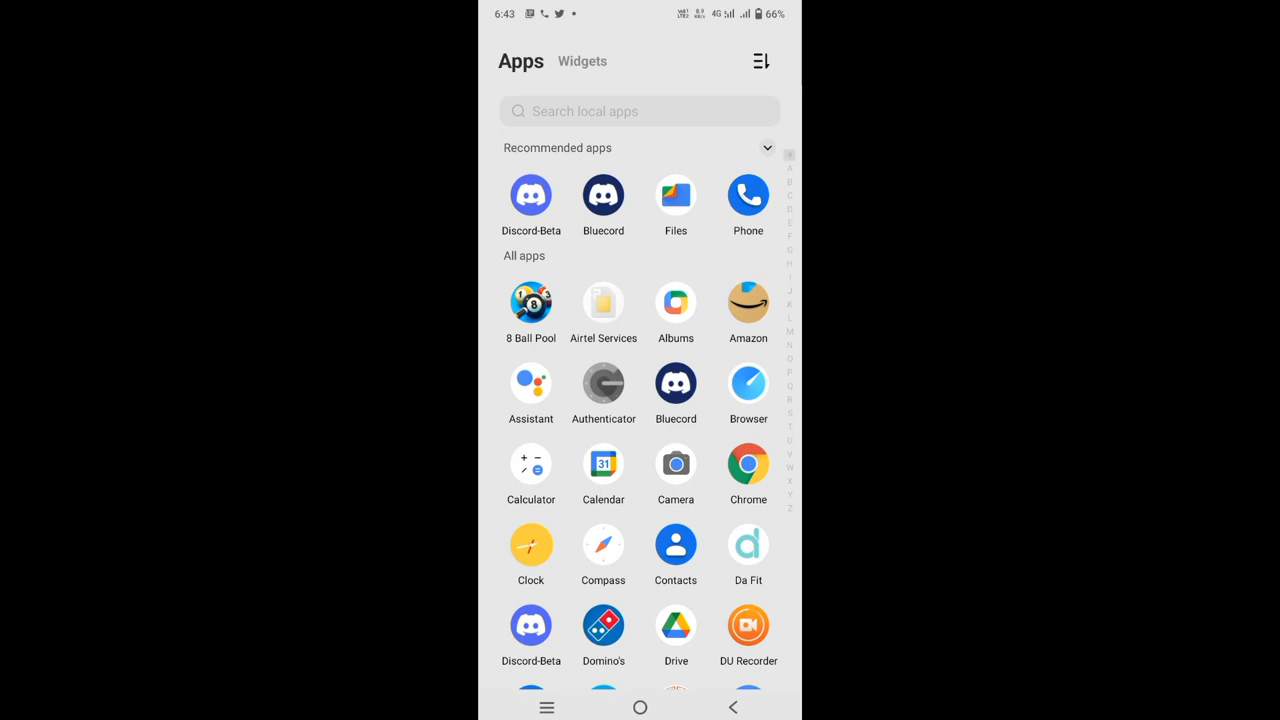 6:43 66%
4G
Apps Widgets
Search local apps
Recommended apps
Discord-Beta Bluecord Files Phone
All apps
8 Ball Pool Airtel Services Albums Amazon
Assistant Authenticator Bluecord Browser
31
Calculator Calendar Camera Chrome
Clock Compass Contacts Da Fit
Discord-Beta Domino's Drive DU Recorder
#
A
B
C
D
E
F
G
H
I
J
K
L
M
N
O
P
Q
R
S
T
U
V
W
X
Y
Z